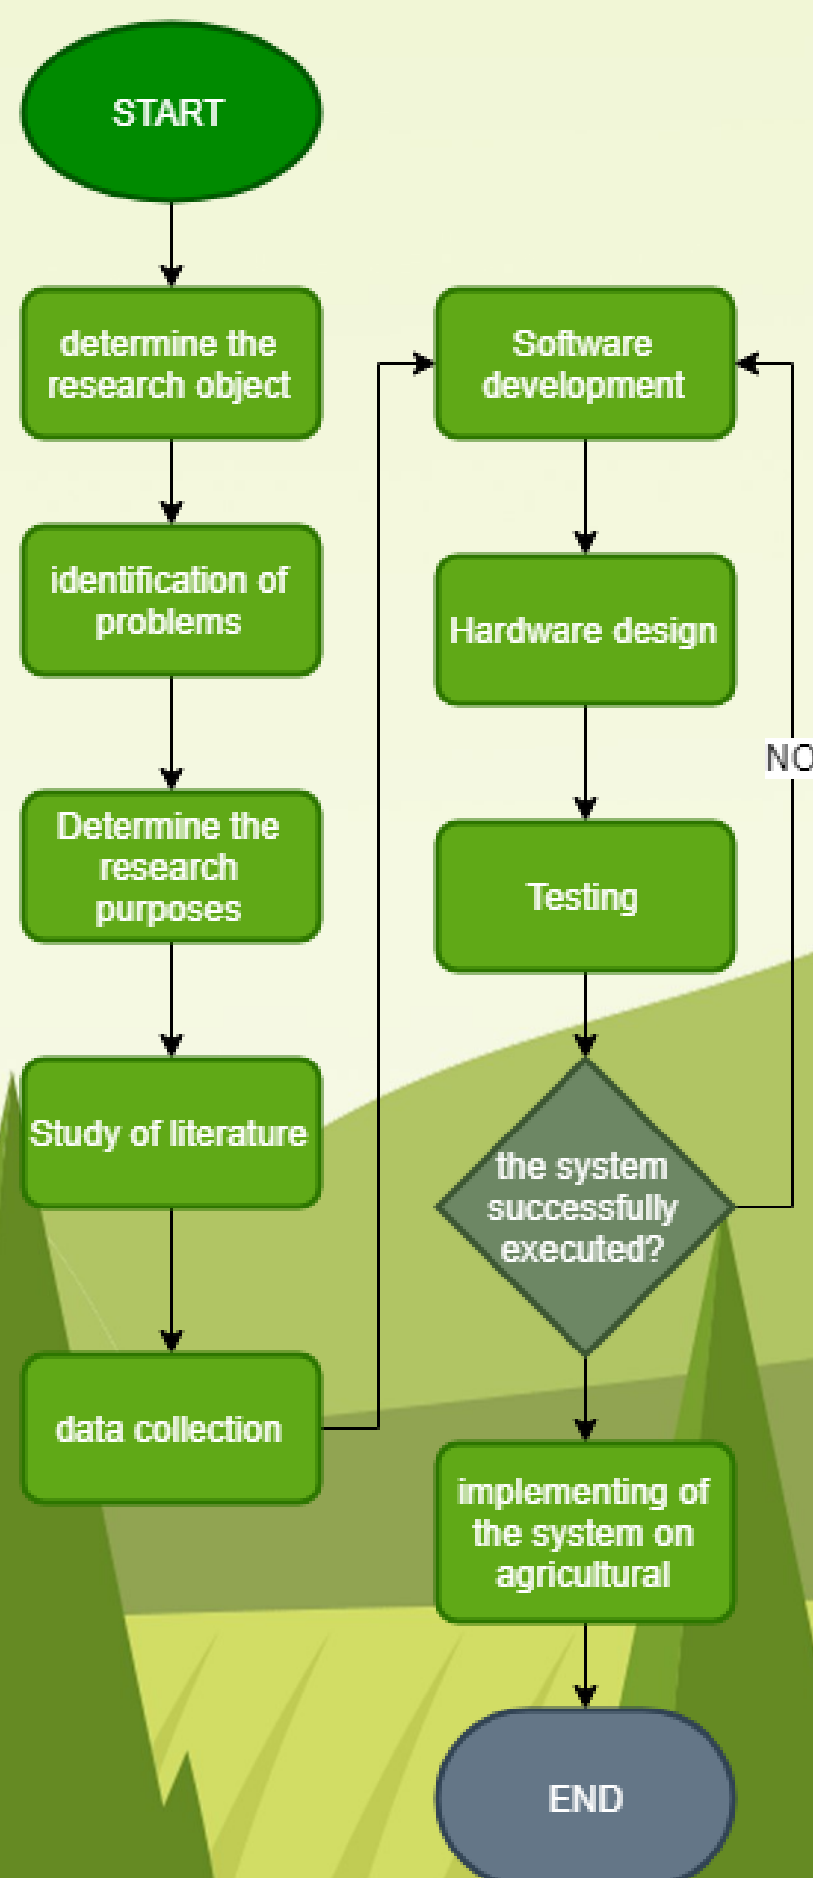 START
determine the
research object
identification of
problems
Determine the
research
purposes
Study of literature
data collection
Software
development
Hardware design
Testing
the system
successfully
executed?
NO
implementing of
the system on
agricultural
END